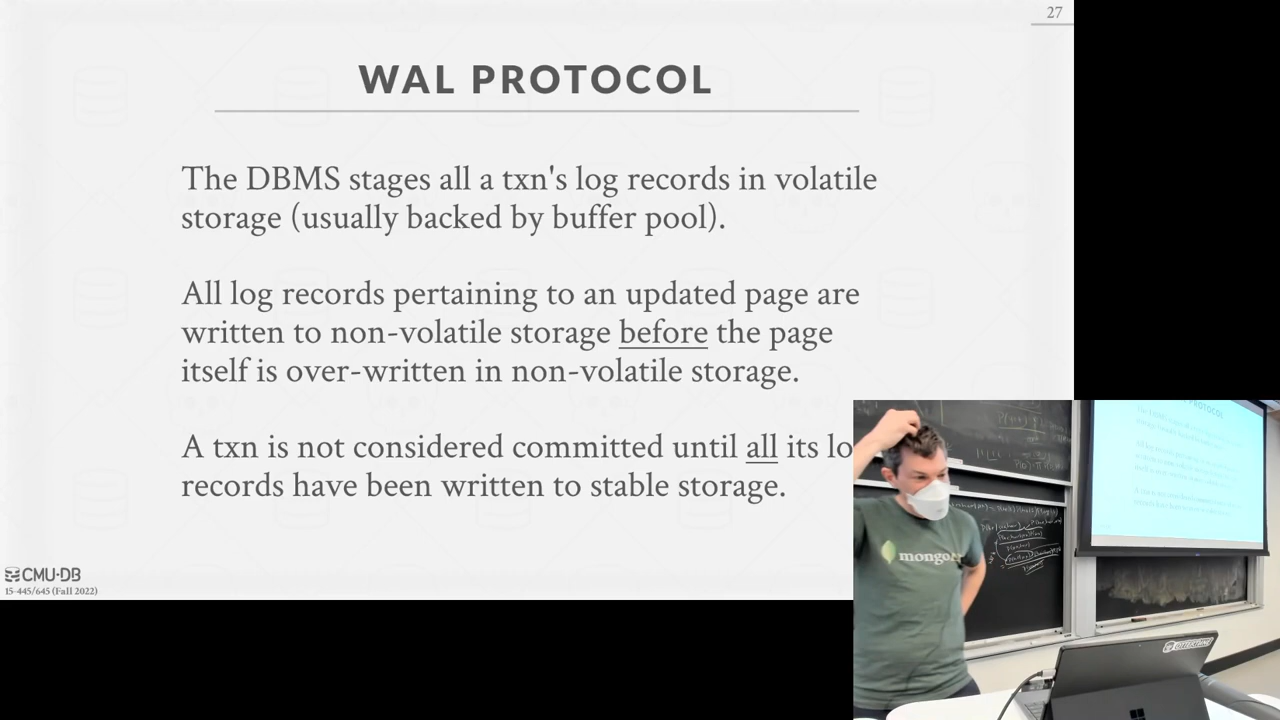 27
WAL PROTOCOL
The DBMS stages all a txn's log records in volatile
storage (usually backed by buffer pool).
All log records pertaining to an updated page are
written to non-volatile storage before the page
itself is over-written in non-volatile storage.
A txn is not considered committed until all its lo
records have been written to stable storage.
CMU·DB
15-445/645 (Fall 2022)
mongo